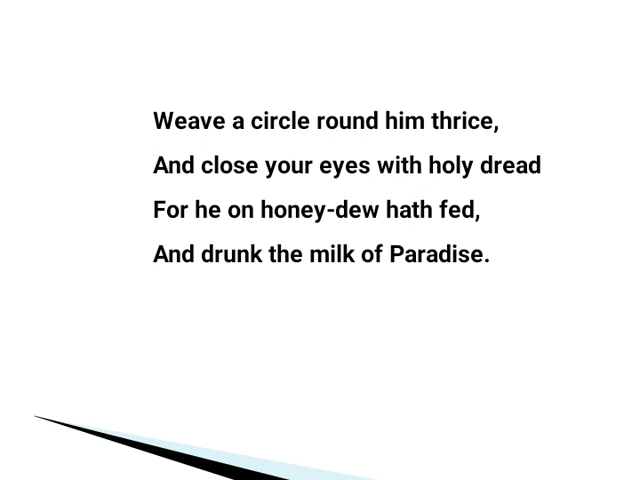 Weave a circle round him thrice,
And close your eyes with holy dread
For he on honey-dew hath fed,
And drunk the milk of Paradise.